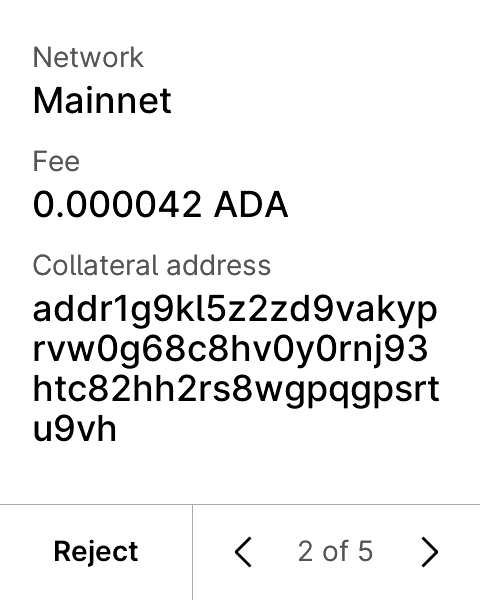 Network
Mainnet
Fee
0.000042 ADA
Collateral address
addr1g9kl5z2zd9vakyp
rvw0g68c8hv0y0rnj93
htc82hh2rs8wgpqgpsrt
u9vh
Reject
2 of 5